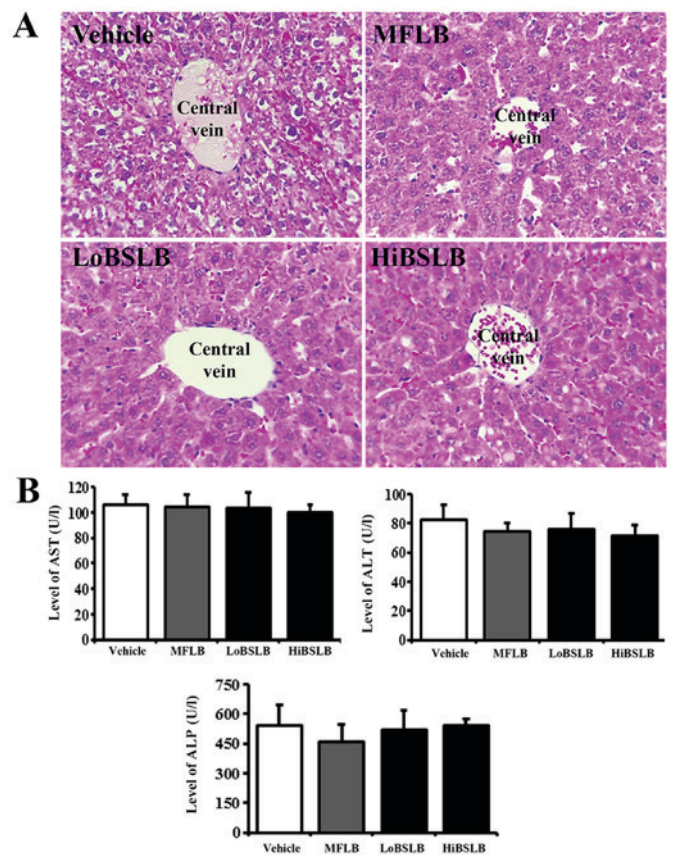 A
Vehicle
Central
vein
MFLB
Central
vein
LoBSLB
Central
vein
HiBSLB
Central
vein
B
Level of AST (U/l)
120
100
80
60
40
20
0
Vehicle MFLB LoBSLB HiBSLB
Level of ALT (U/l)
100
80
60
40
20
0
Vehicle MFLB LoBSLB HiBSLB
Level of ALP (U/l)
750
600
450
300
150
0
Vehicle MFLB LoBSLB HiBSLB